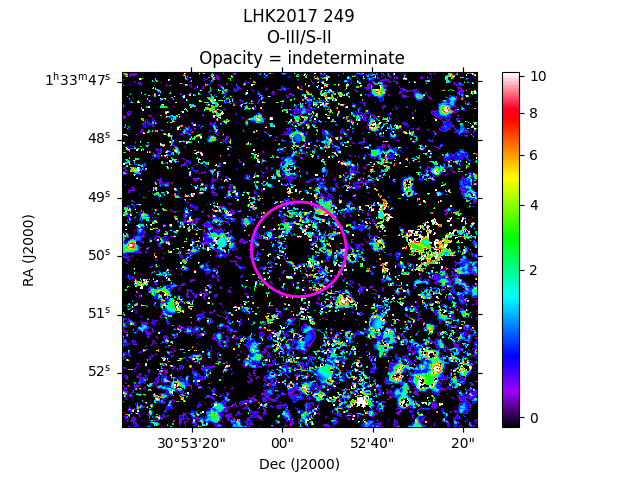 LHK2017 249
O-III/S-II
Opacity = indeterminate
1ʰ33ᵐ47ˢ
48ˢ
49ˢ
50ˢ
51ˢ
52ˢ
RA (J2000)
30°53'20" 00" 52'40" 20"
Dec (J2000)
10
8
6
4
2
0